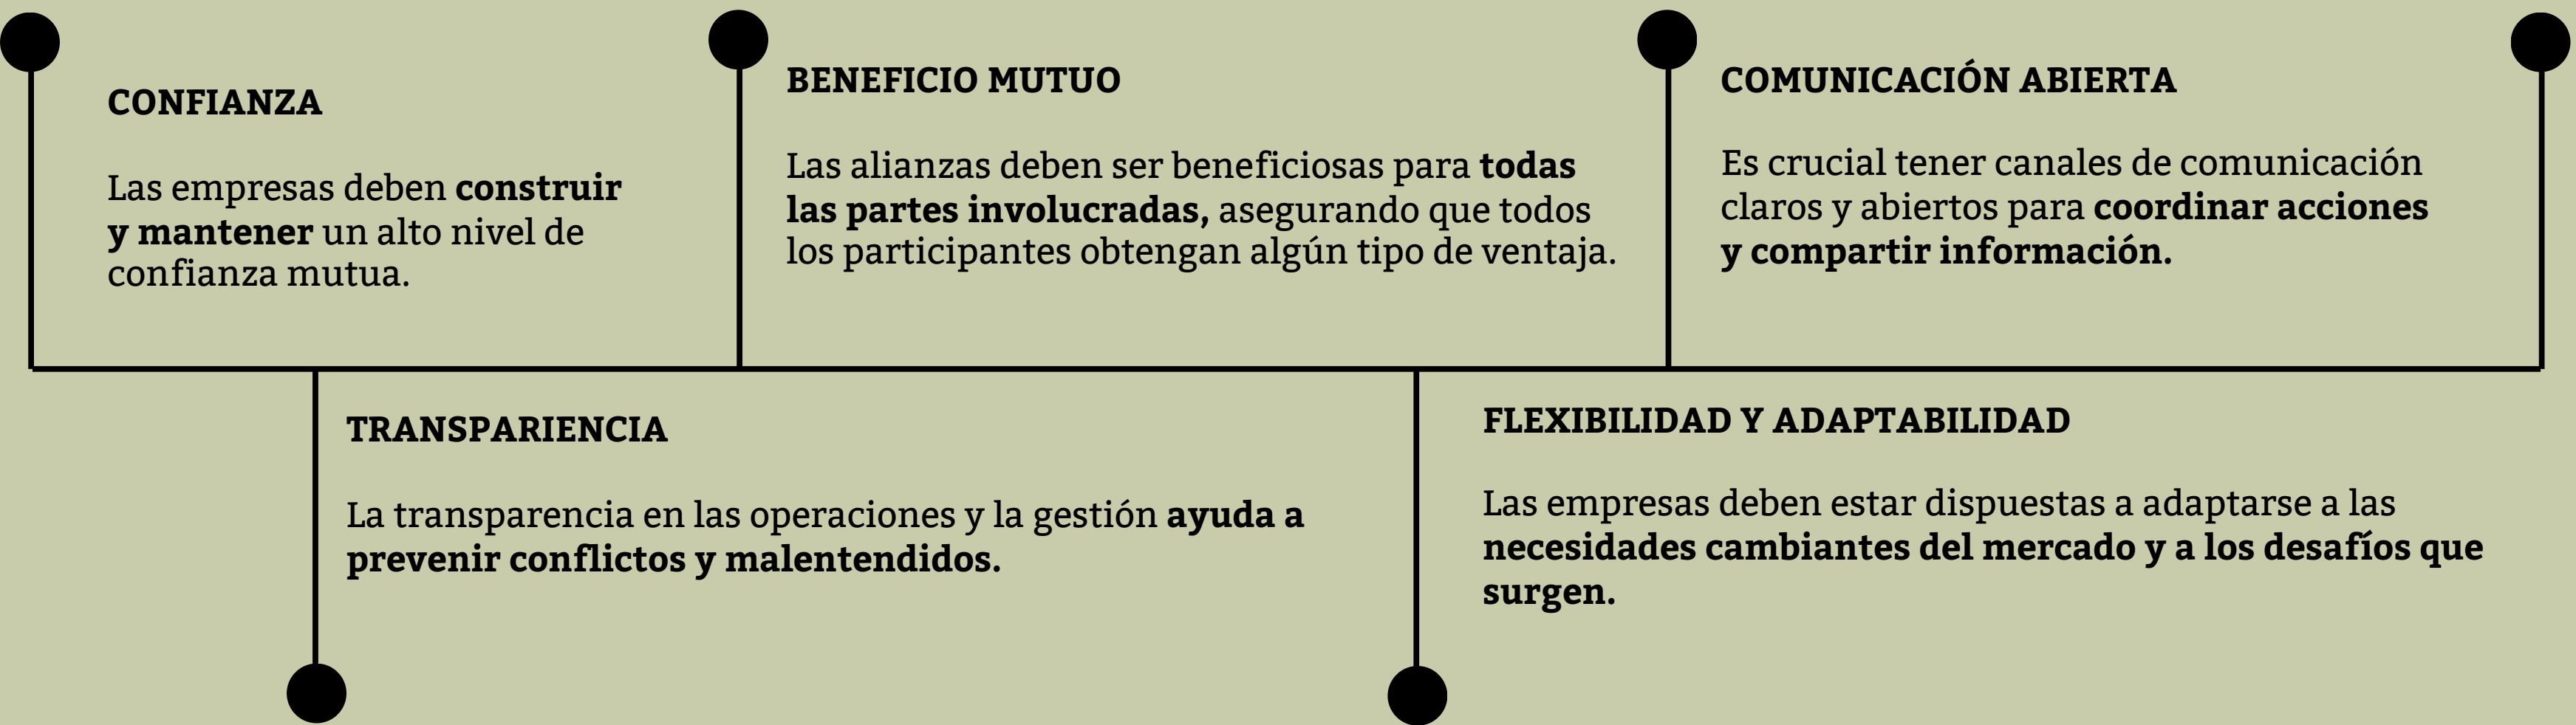 CONFIANZA
Las empresas deben construir
y mantener un alto nivel de
confianza mutua.
BENEFICIO MUTUO
Las alianzas deben ser beneficiosas para todas
las partes involucradas, asegurando que todos
los participantes obtengan algún tipo de ventaja.
COMUNICACIÓN ABIERTA
Es crucial tener canales de comunicación
claros y abiertos para coordinar acciones
y compartir información.
TRANSPARIENCIA
La transparencia en las operaciones y la gestión ayuda a
prevenir conflictos y malentendidos.
FLEXIBILIDAD Y ADAPTABILIDAD
Las empresas deben estar dispuestas a adaptarse a las
necesidades cambiantes del mercado y a los desafíos que
surgen.